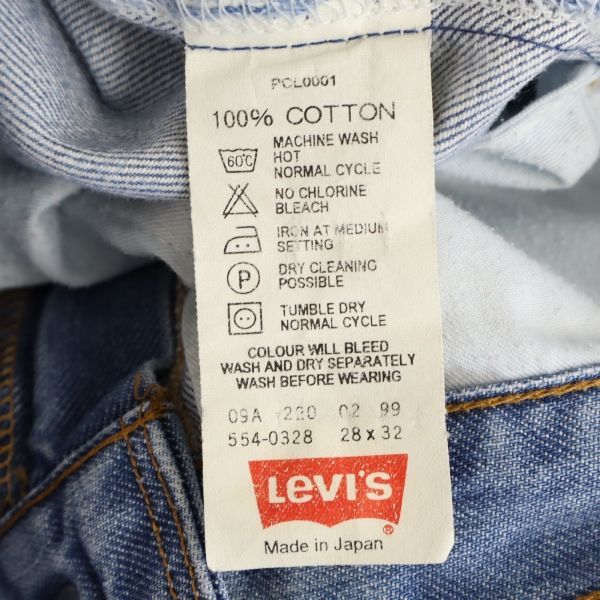 PCL0001
100% COTTON
60°C
MACHINE WASH
HOT
NORMAL CYCLE
NO CHLORINE
BLEACH
IRON AT MEDIUM
SETTING
P
DRY CLEANING
POSSIBLE
TUMBLE DRY
NORMAL CYCLE
COLOUR WILL BLEED
WASH AND DRY SEPARATELY
WASH BEFORE WEARING
09A 220 02 99
554-0328 28 x 32
LEVI'S
Made in Japan